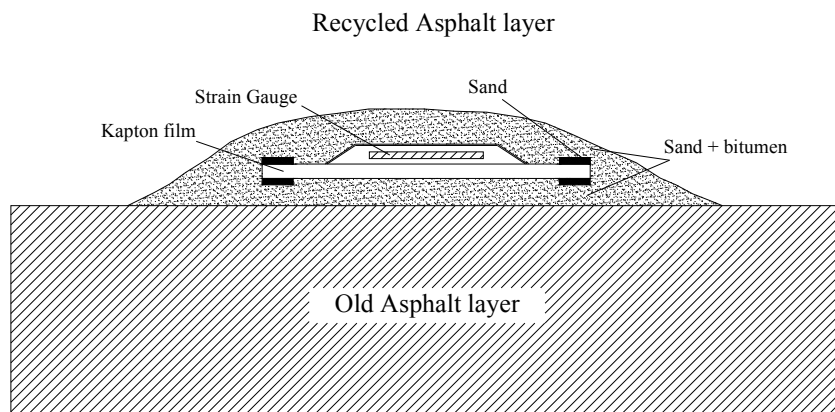 Recycled Asphalt layer
Sand
Strain Gauge
Kapton film
Sand + bitumen
Old Asphalt layer